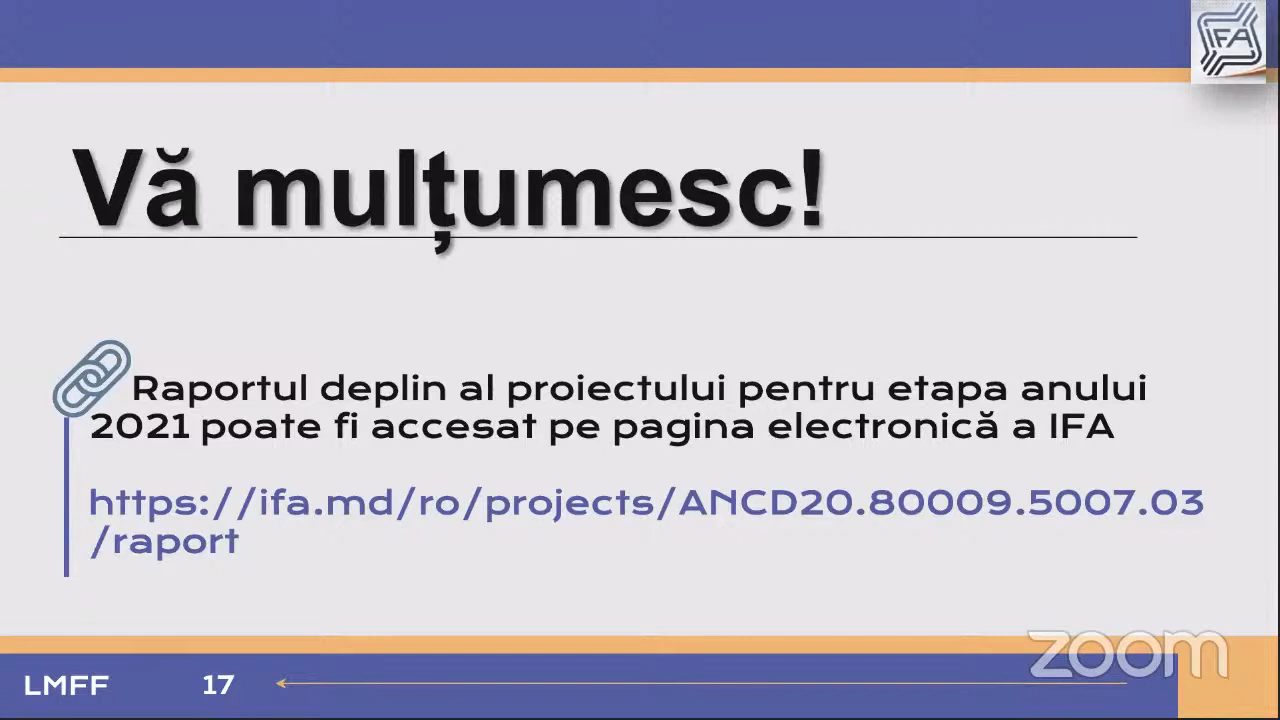 IFA
Vă mulțumesc!
Raportul deplin al proiectului pentru etapa anului
2021 poate fi accesat pe pagina electronică a IFA
https://ifa.md/ro/projects/ANCD20.80009.5007.03
/raport
zoom
LMFF 17